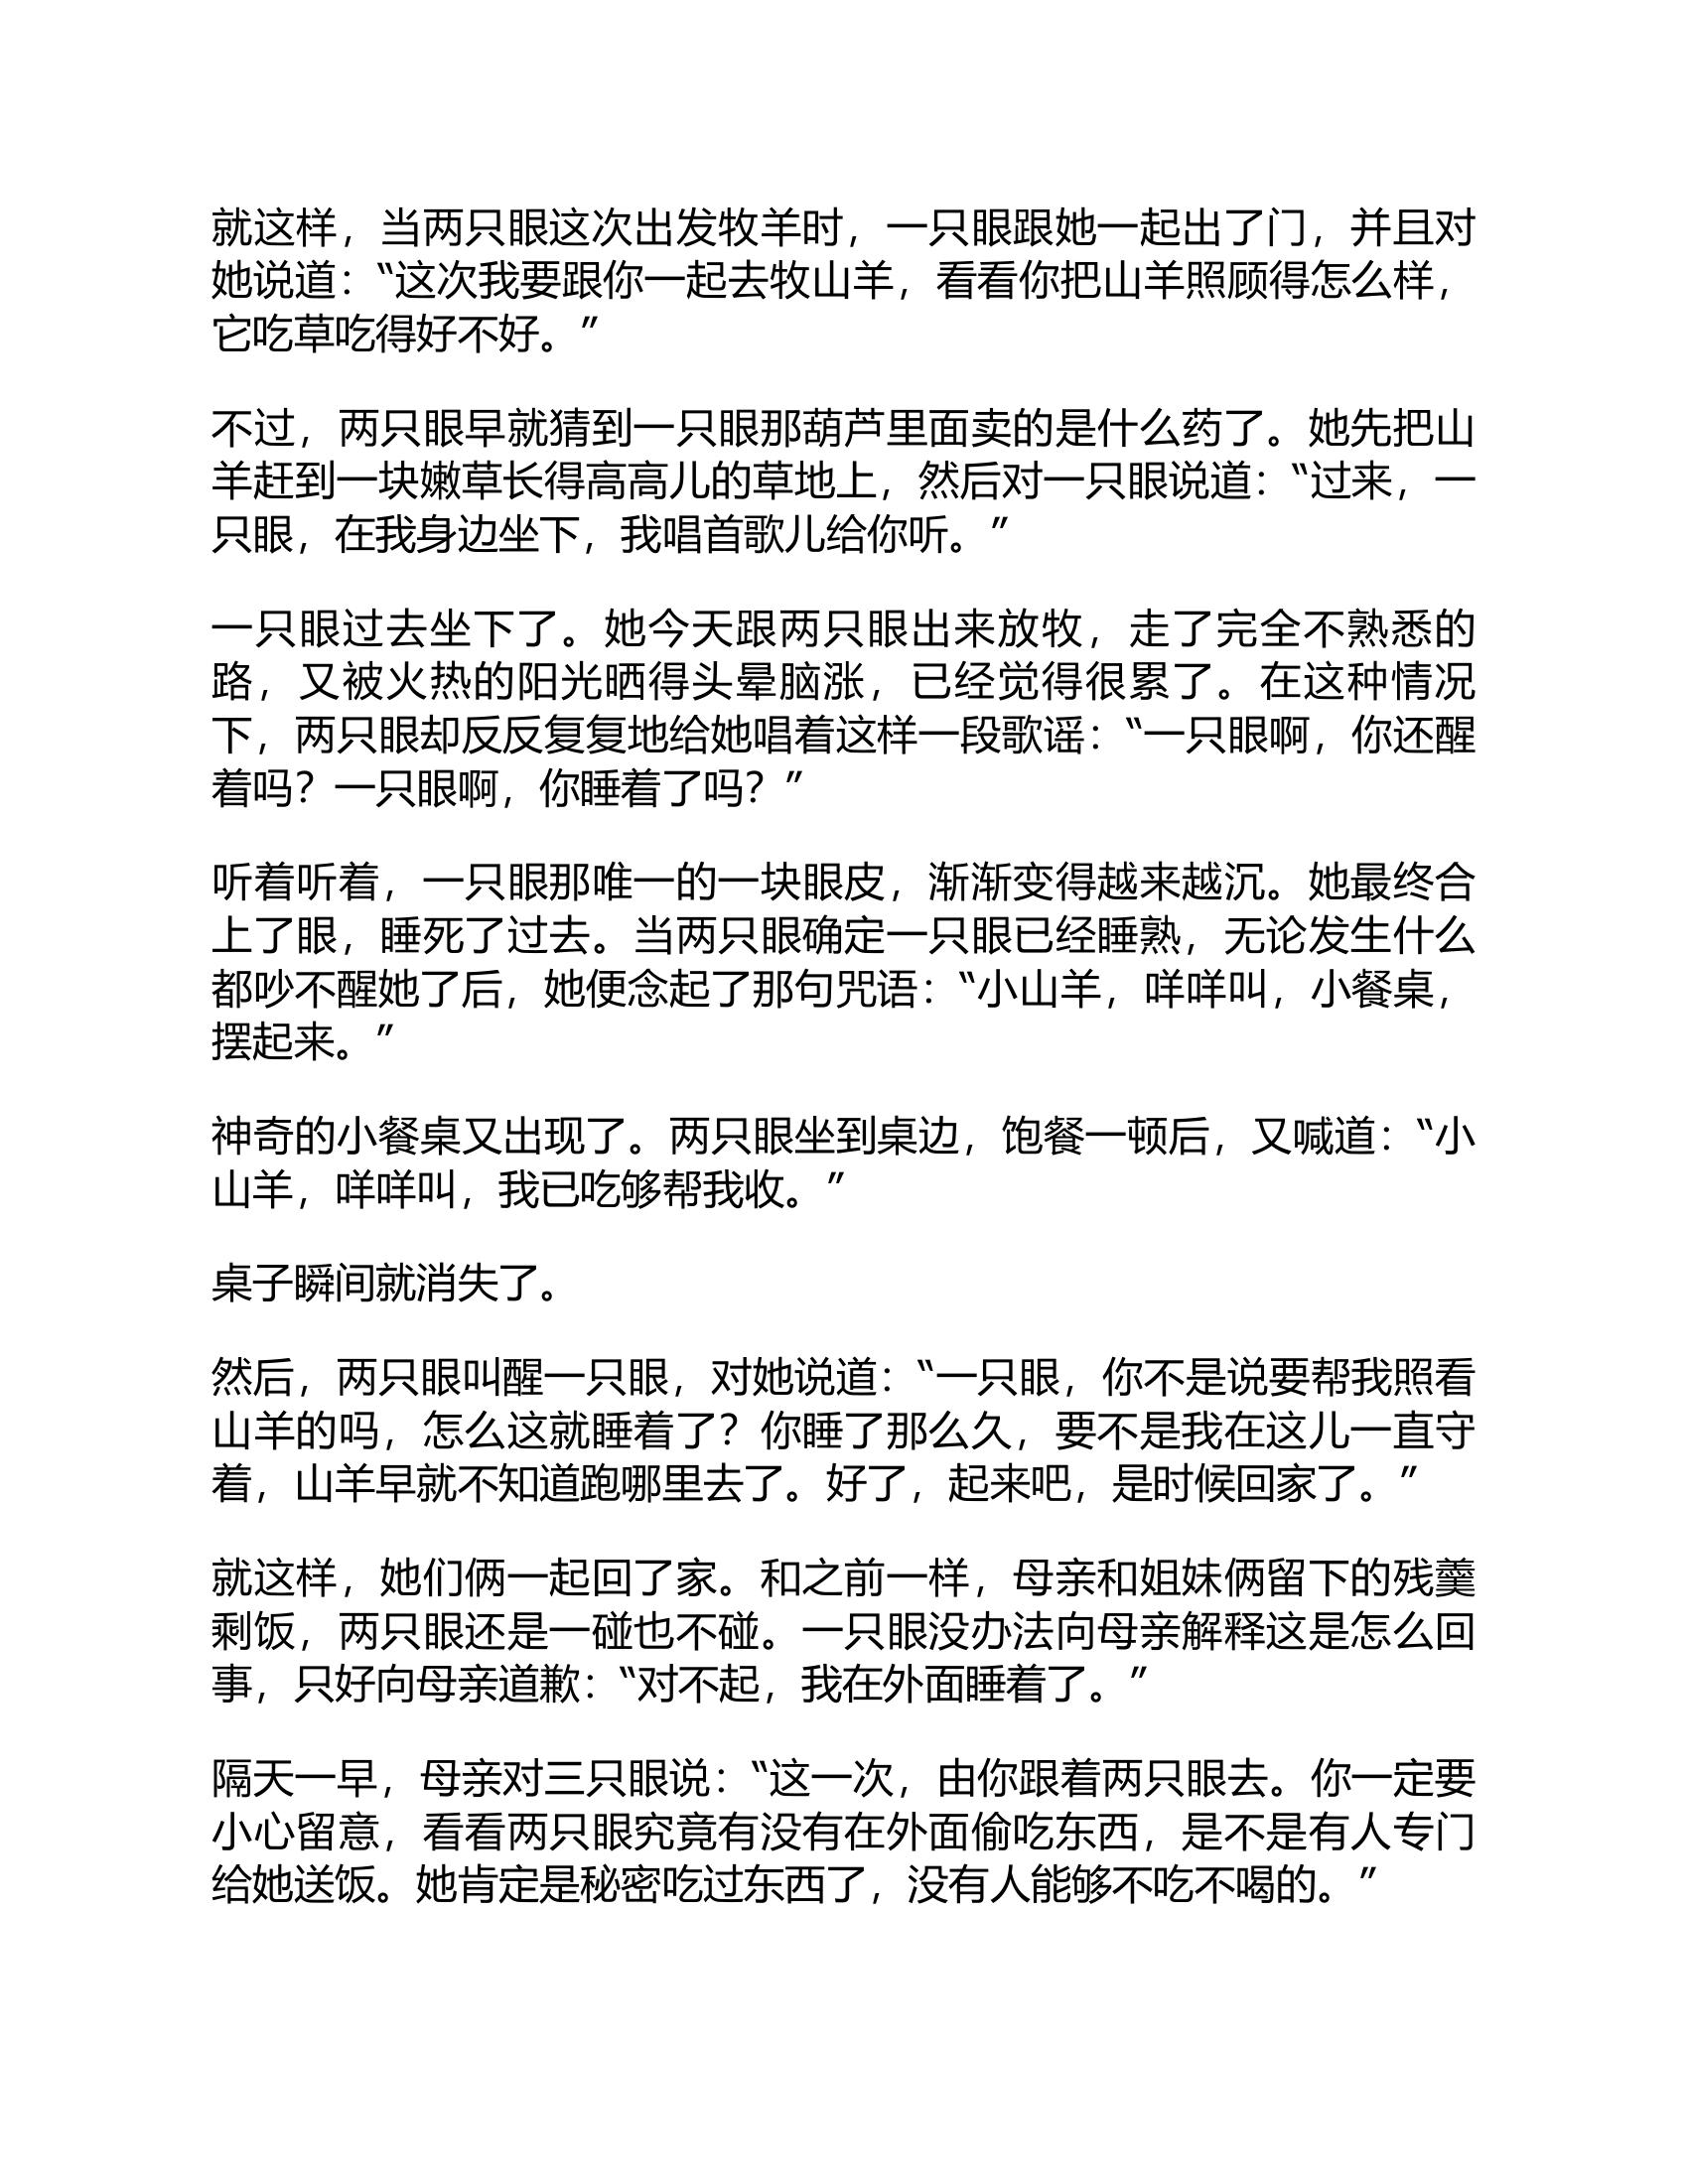 就这样，当两只眼这次出发牧羊时，一只眼跟她一起出了门，并且对
她说道：“这次我要跟你一起去牧山羊，看看你把山羊照顾得怎么样，
它吃草吃得好不好。”
不过，两只眼早就猜到一只眼那葫芦里面卖的是什么药了。她先把山
羊赶到一块嫩草长得高高儿的草地上，然后对一只眼说道：“过来，一
只眼，在我身边坐下，我唱首歌儿给你听。”
一只眼过去坐下了。她今天跟两只眼出来放牧，走了完全不熟悉的
路，又被火热的阳光晒得头晕脑涨，已经觉得很累了。在这种情况
下，两只眼却反反复复地给她唱着这样一段歌谣：“一只眼啊，你还醒
着吗？一只眼啊，你睡着了吗？”
听着听着，一只眼那唯一的一块眼皮，渐渐变得越来越沉。她最终合
上了眼，睡死了过去。当两只眼确定一只眼已经睡熟，无论发生什么
都吵不醒她了后，她便念起了那句咒语：“小山羊，咩咩叫，小餐桌，
摆起来。”
神奇的小餐桌又出现了。两只眼坐到桌边，饱餐一顿后，又喊道：“小
山羊，咩咩叫，我已吃够帮我收。”
桌子瞬间就消失了。
然后，两只眼叫醒一只眼，对她说道：“一只眼，你不是说要帮我照看
山羊的吗，怎么这就睡着了？你睡了那么久，要不是我在这儿一直守
着，山羊早就不知道跑哪里去了。好了，起来吧，是时候回家了。”
就这样，她们俩一起回了家。和之前一样，母亲和姐妹俩留下的残羹
剩饭，两只眼还是一碰也不碰。一只眼没办法向母亲解释这是怎么回
事，只好向母亲道歉：“对不起，我在外面睡着了。”
隔天一早，母亲对三只眼说：“这一次，由你跟着两只眼去。你一定要
小心留意，看看两只眼究竟有没有在外面偷吃东西，是不是有人专门
给她送饭。她肯定是秘密吃过东西了，没有人能够不吃不喝的。”